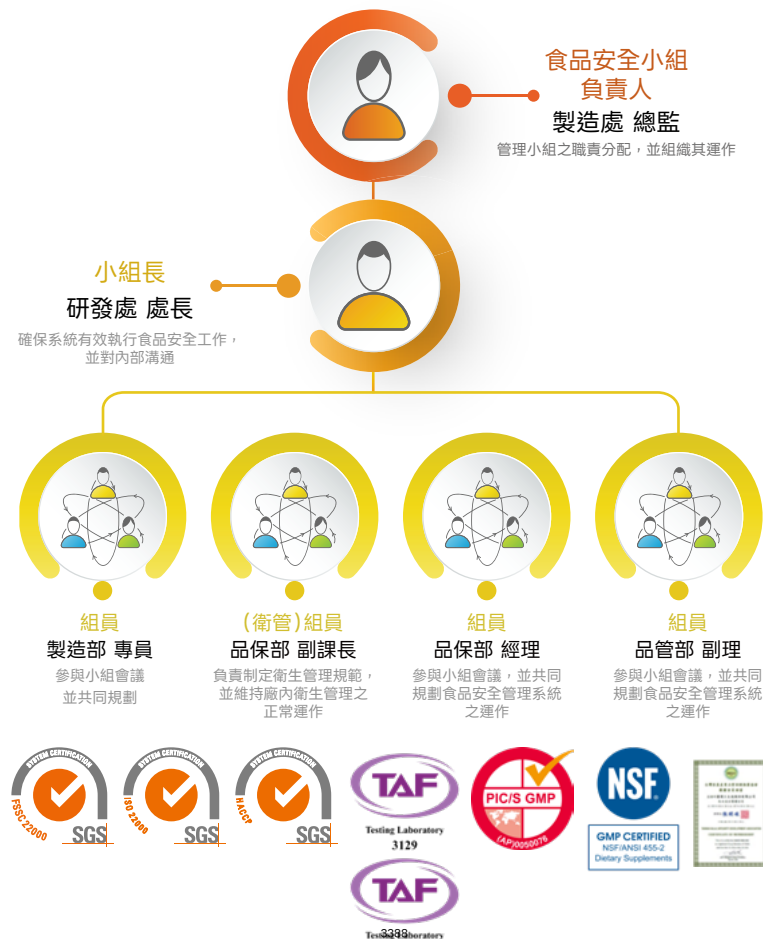 食品安全小組
負責人
製造處 總監
管理小組之職責分配，並組織其運作
小組長
研發處 處長
確保系統有效執行食品安全工作，
並對內部溝通
組員
製造部 專員
參與小組會議
並共同規劃
(衛管)組員
品保部 副課長
負責制定衛生管理規範，
並維持廠內衛生管理之
正常運作
組員
品保部 經理
參與小組會議，並共同
規劃食品安全管理系統
之運作
組員
品管部 副理
參與小組會議，並共同
規劃食品安全管理系統
之運作
SYSTEM CERTIFICATION
FSSC22000
SGS
SYSTEM CERTIFICATION
ISO 22000
SGS
SYSTEM CERTIFICATION
HACCP
SGS
TAF
Testing Laboratory
3129
PIC/S GMP
(AP)0050076
NSF
GMP CERTIFIED
NSF/ANSI 455-2
Dietary Supplements
TAF
Testing Laboratory
3388